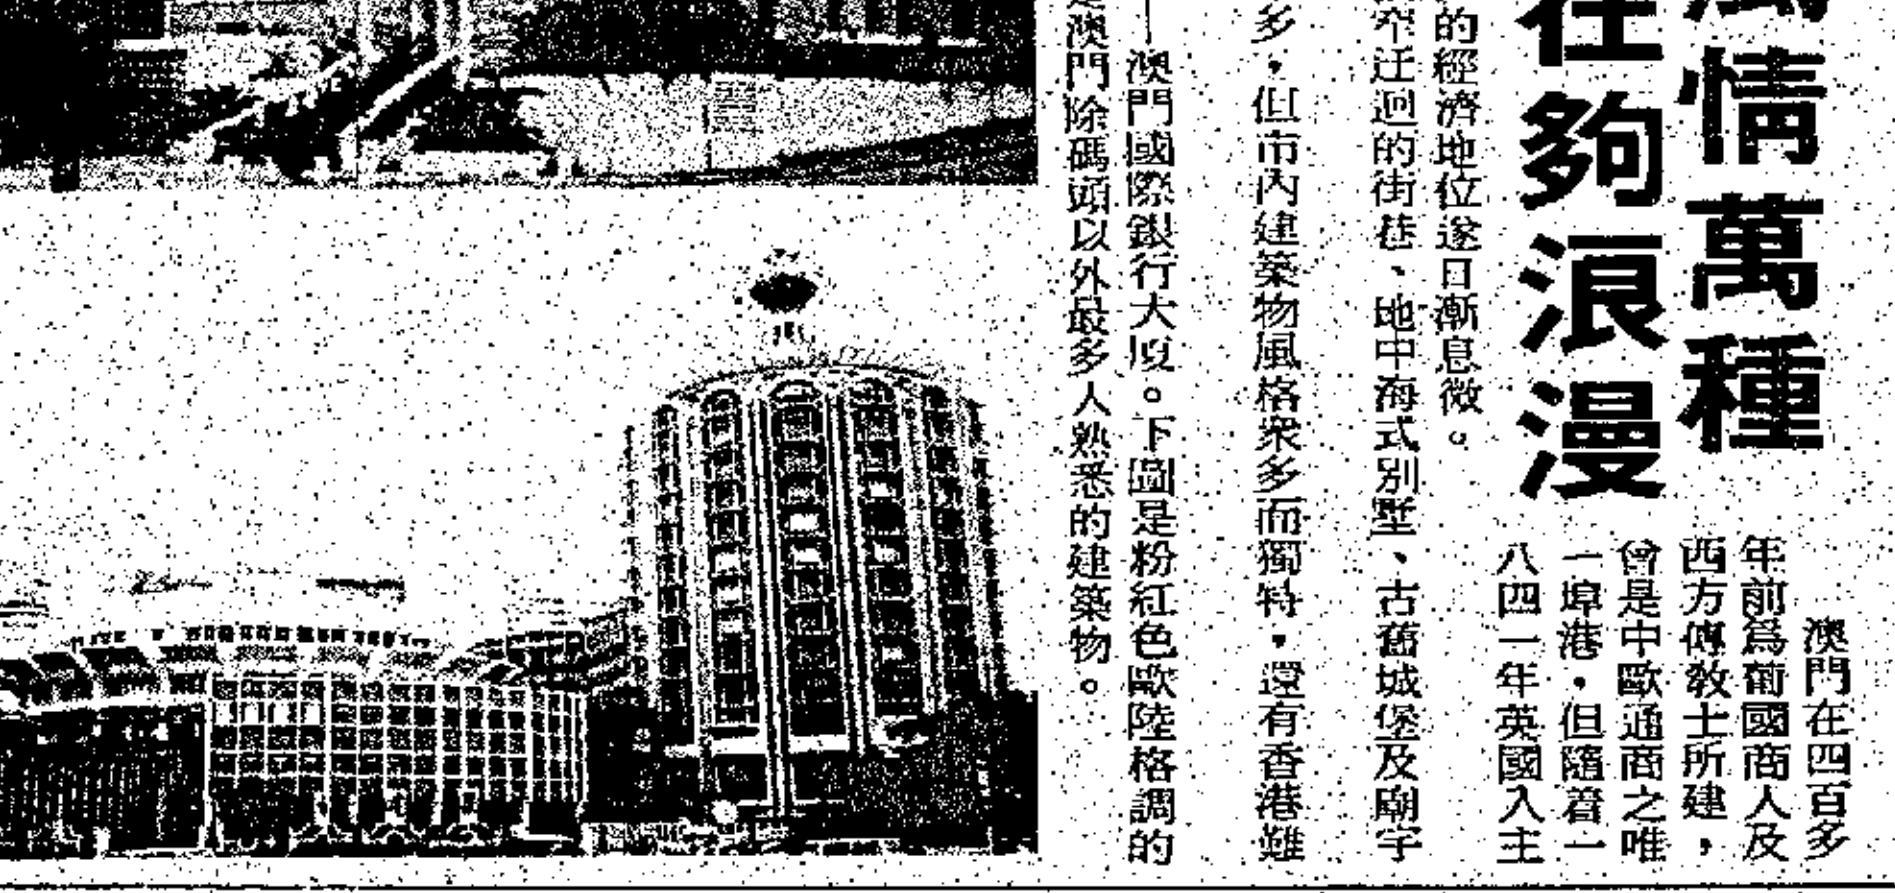 情萬種
在夠浪漫
澳門在四百多
年前爲葡國商人及
西方傳教士所建，
曾是中歐通商之唯
一埠港，但隨着一
八四一年英國入主
的經濟地位遂日漸息微。
窄迂迴的街巷、地中海式別墅、古舊城堡及廟宇
多，但市內建築物風格衆多而獨特，還有香港難
澳門國際銀行大廈。下圖是粉紅色歐陸格調的
澳門除碼頭以外最多人熟悉的建築物。